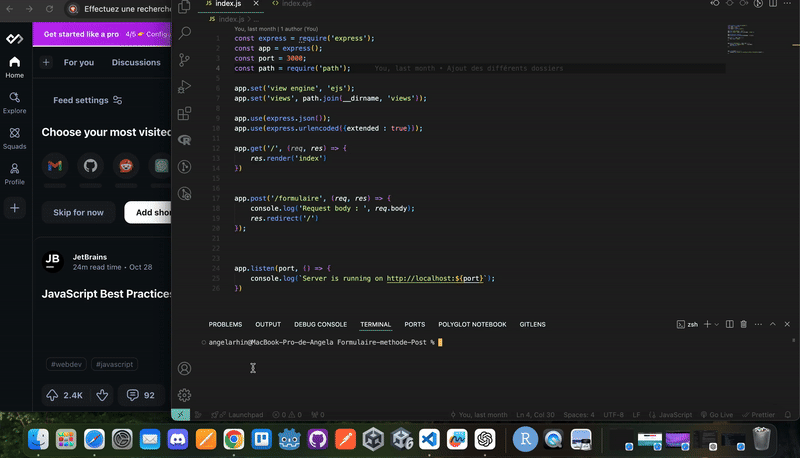 Effectuez une recherche
Get started like a pro 4/5 Config
For you Discussions
Home
Explore
Squads
Profile
Feed settings
Choose your most visited
Skip for now
Add shor
JB
JetBrains
24m read time • Oct 28
JavaScript Best Practices
#webdev #javascript
2.4K 92
index.js index.ejs
index.js > ...
You, last month | 1 author (You)
1 const express = require('express');
2 const app = express();
3 const port = 3000;
4 const path = require('path'); You, last month • Ajout des différents dossiers
5
6 app.set('view engine', 'ejs');
7 app.set('views', path.join(__dirname, 'views'));
8
9 app.use(express.json());
10 app.use(express.urlencoded({extended : true}));
11
12 app.get('/', (req, res) => {
13 res.render('index')
14 })
15
16
17 app.post('/formulaire', (req, res) => {
18 console.log('Request body : ', req.body);
19 res.redirect('/')
20 });
21
22
23
24 app.listen(port, () => {
25 console.log(`Server is running on http://localhost:${port}`);
26 })
PROBLEMS OUTPUT DEBUG CONSOLE TERMINAL PORTS POLYGLOT NOTEBOOK GITLENS
zsh
angelarhin@MacBook-Pro-de-Angela Formulaire-methode-Post %
Launchpad 0 0 0 You, last month Ln 4, Col 30 Spaces: 4 UTF-8 LF JavaScript Go Live Prettier